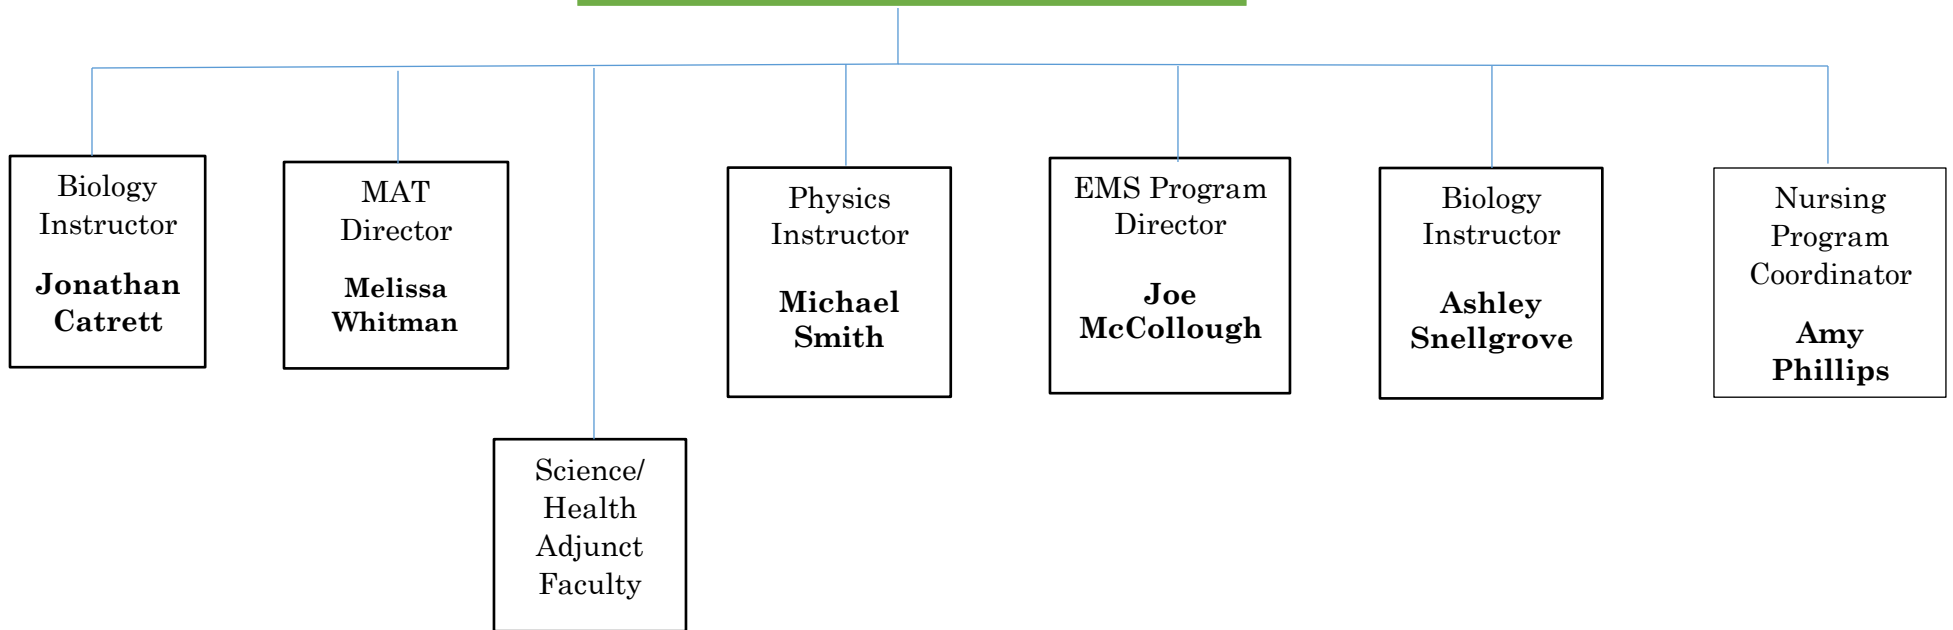 Biology
Instructor
Jonathan
Catrett
MAT
Director
Melissa
Whitman
Physics
Instructor
Michael
Smith
EMS Program
Director
Joe
McCollough
Biology
Instructor
Ashley
Snellgrove
Nursing
Program
Coordinator
Amy
Phillips
Science/
Health
Adjunct
Faculty